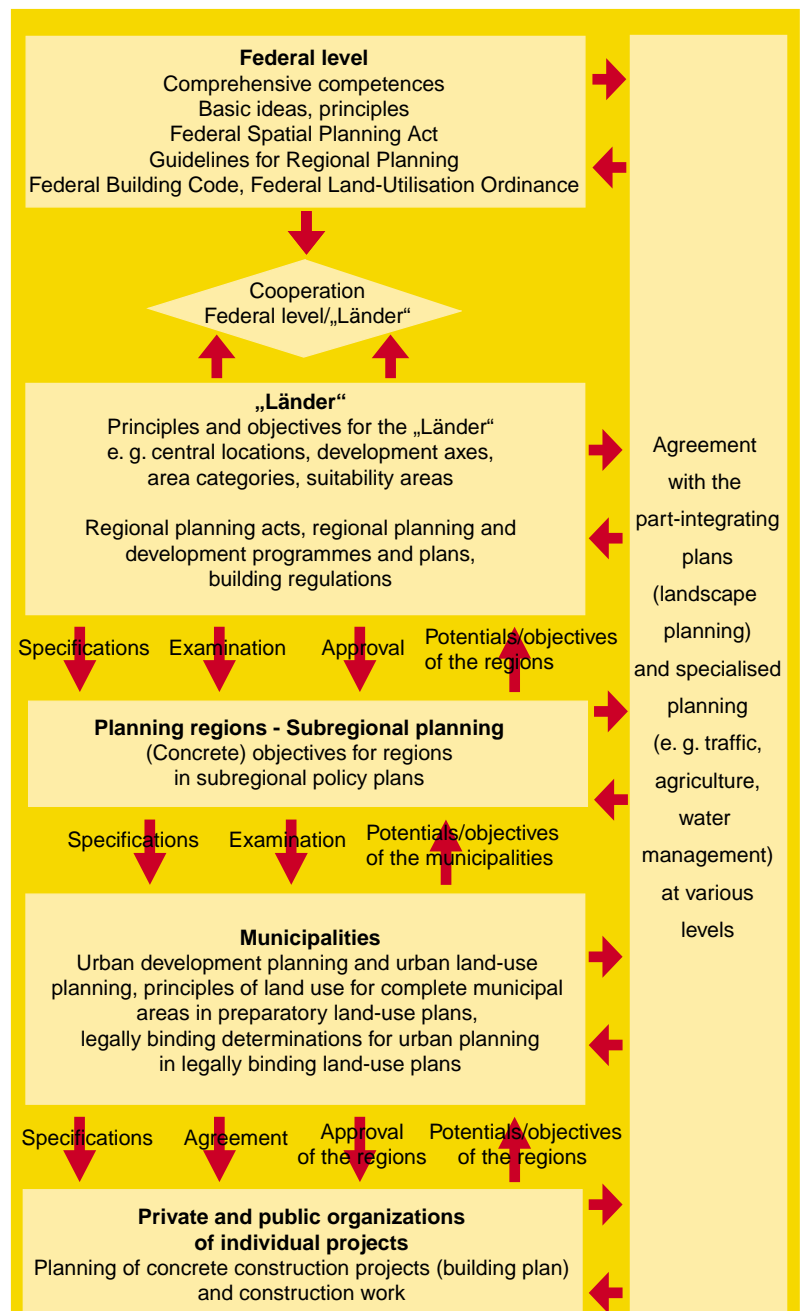 Federal level
Comprehensive competences
Basic ideas, principles
Federal Spatial Planning Act
Guidelines for Regional Planning
Federal Building Code, Federal Land-Utilisation Ordinance
Cooperation
Federal level/„Länder“
„Länder“
Principles and objectives for the „Länder“
e. g. central locations, development axes,
area categories, suitability areas
Regional planning acts, regional planning and
development programmes and plans,
building regulations
Specifications
Examination
Approval
Potentials/objectives
of the regions
Planning regions - Subregional planning
(Concrete) objectives for regions
in subregional policy plans
Specifications
Examination
Potentials/objectives
of the municipalities
Municipalities
Urban development planning and urban land-use
planning, principles of land use for complete municipal
areas in preparatory land-use plans,
legally binding determinations for urban planning
in legally binding land-use plans
Specifications
Agreement
Approval
of the regions
Potentials/objectives
of the regions
Private and public organizations
of individual projects
Planning of concrete construction projects (building plan)
and construction work
Agreement
with the
part-integrating
plans
(landscape
planning)
and specialised
planning
(e. g. traffic,
agriculture,
water
management)
at various
levels